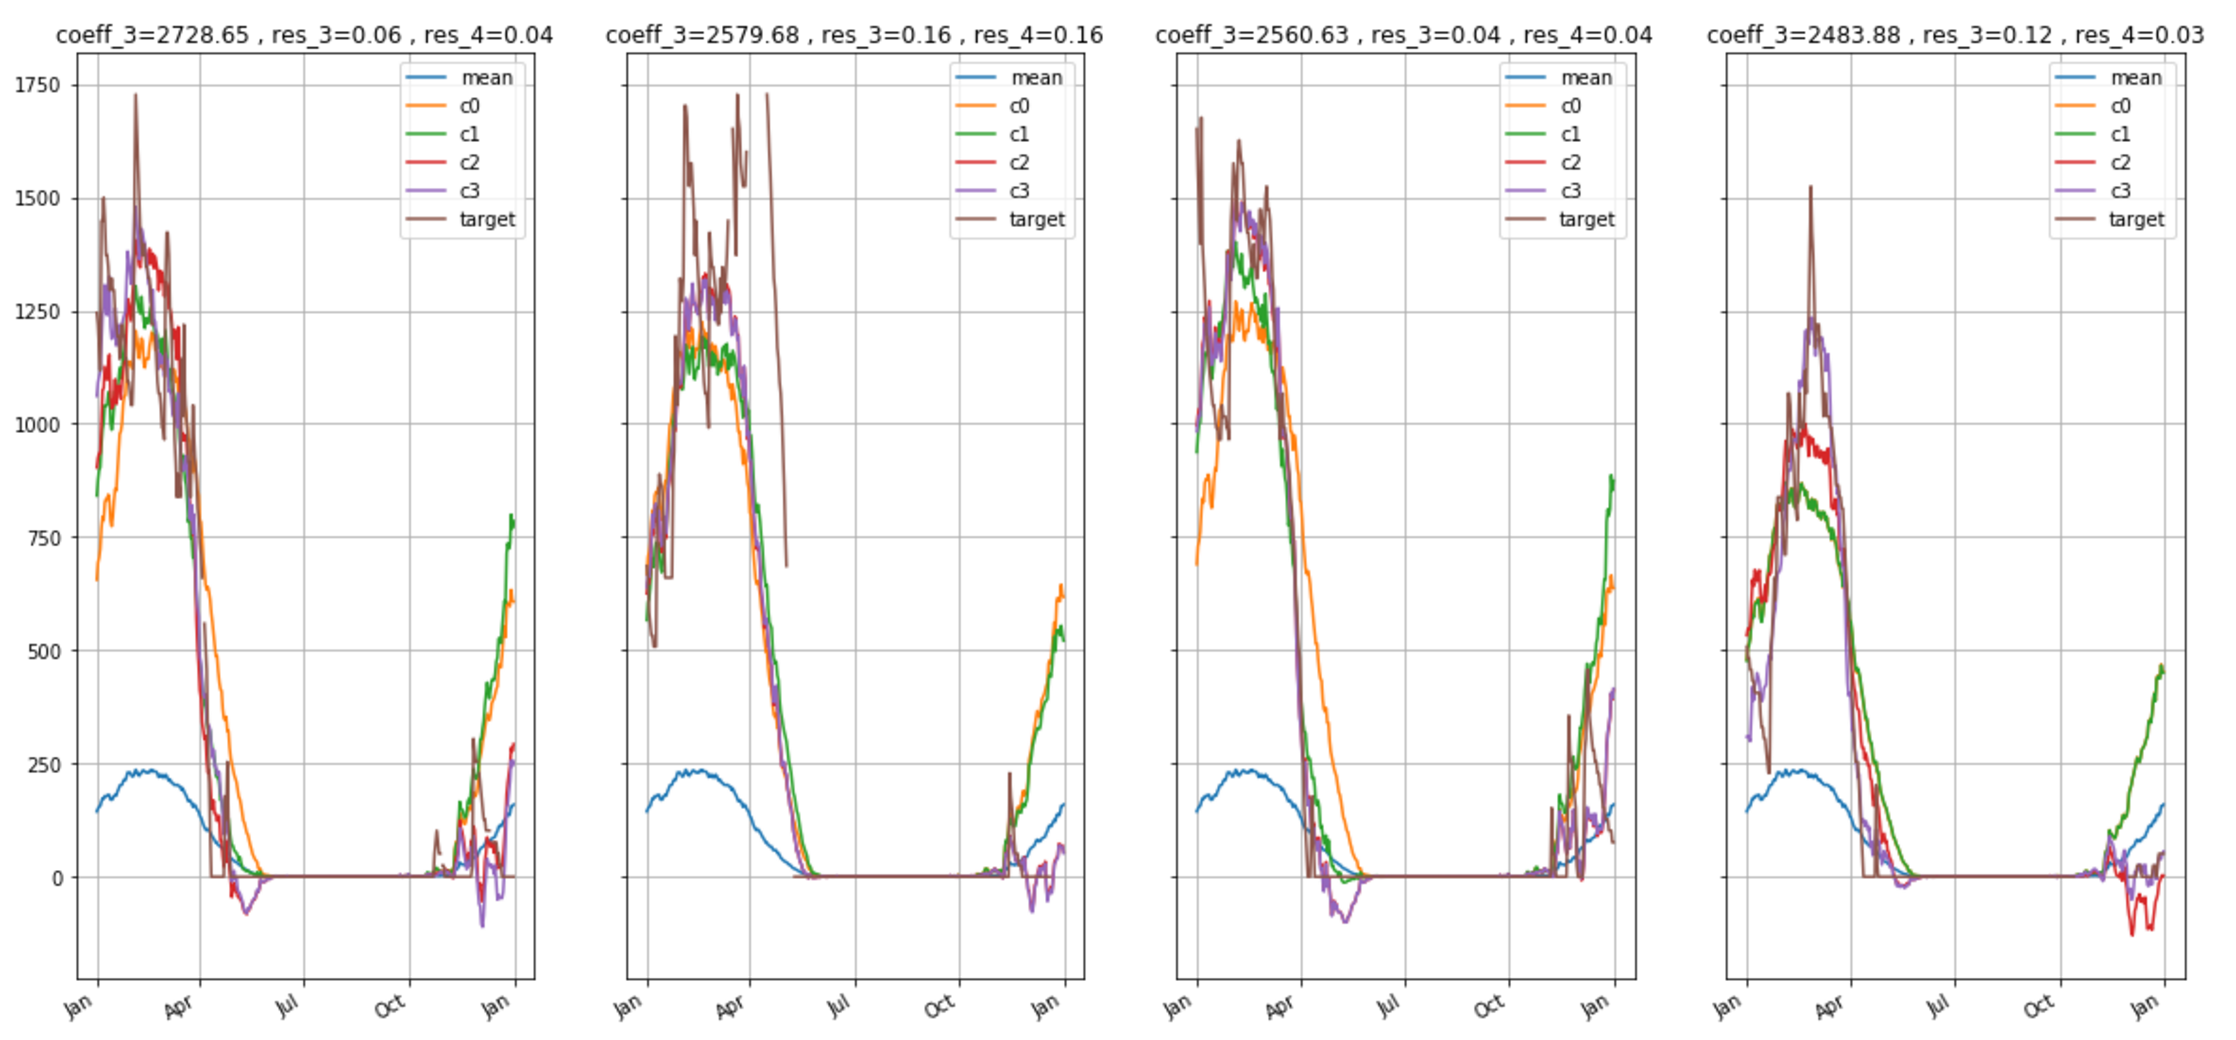 coeff_3=2728.65 , res_3=0.06 , res_4=0.04
coeff_3=2579.68 , res_3=0.16 , res_4=0.16
coeff_3=2560.63 , res_3=0.04 , res_4=0.04
coeff_3=2483.88 , res_3=0.12 , res_4=0.03
1750
1500
1250
1000
750
500
250
0
mean
c0
c1
c2
c3
target
mean
c0
c1
c2
c3
target
mean
c0
c1
c2
c3
target
mean
c0
c1
c2
c3
target
Jan
Apr
Jul
Oct
Jan
Jan
Apr
Jul
Oct
Jan
Jan
Apr
Jul
Oct
Jan
Jan
Apr
Jul
Oct
Jan